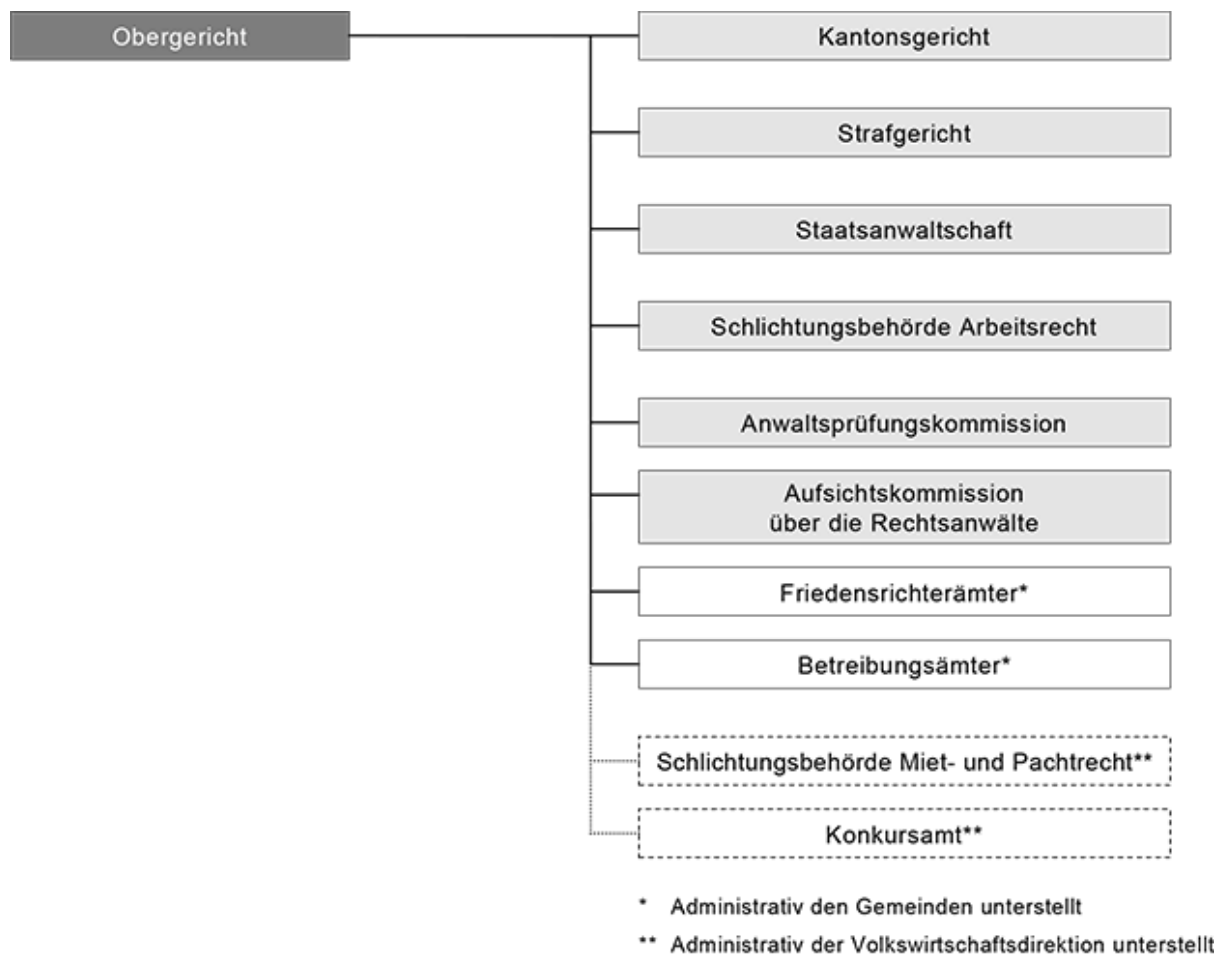 Obergericht
Kantonsgericht
Strafgericht
Staatsanwaltschaft
Schlichtungsbehörde Arbeitsrecht
Anwaltsprüfungskommission
Aufsichtskommission
über die Rechtsanwälte
Friedensrichterämter*
Betreibungsämter*
Schlichtungsbehörde Miet- und Pachtrecht**
Konkursamt**
* Administrativ den Gemeinden unterstellt
** Administrativ der Volkswirtschaftsdirektion unterstellt